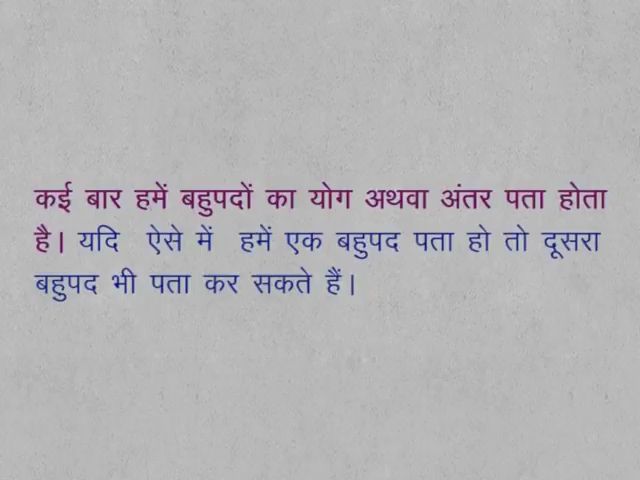 कई बार हमें बहुपदों का योग अथवा अंतर पता होता
है। यदि ऐसे में हमें एक बहुपद पता हो तो दूसरा
बहुपद भी पता कर सकते हैं।